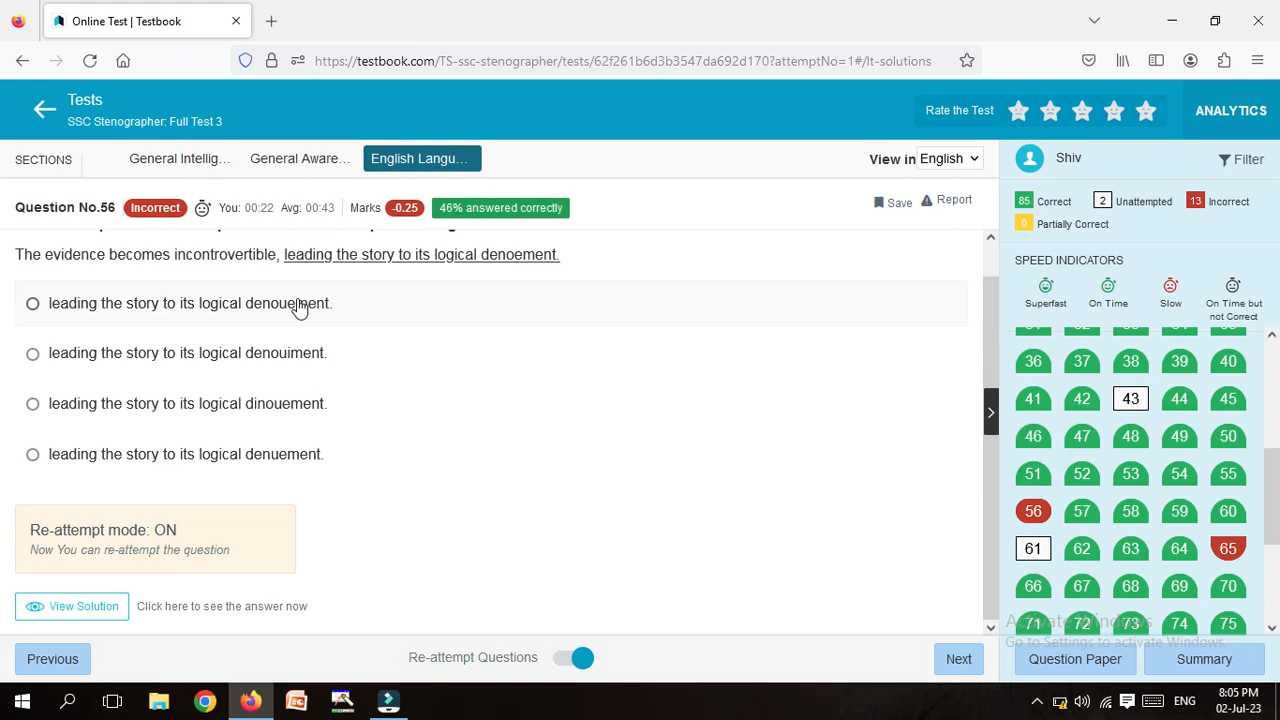 Online Test | Testbook
https://testbook.com/TS-ssc-stenographer/tests/62f261b6d3b3547da692d170?attemptNo=1#/lt-solutions
Tests
SSC Stenographer: Full Test 3
Rate the Test
ANALYTICS
SECTIONS
General Intellig...
General Aware...
English Langu...
View in English
Shiv
Filter
Question No.56
Incorrect
You: 00:22 Avg: 00:43
Marks -0.25
46% answered correctly
Save
Report
85 Correct
2 Unattempted
13 Incorrect
0 Partially Correct
The evidence becomes incontrovertible, leading the story to its logical denoement.
leading the story to its logical denouement.
leading the story to its logical denouiment.
leading the story to its logical dinouement.
leading the story to its logical denuement.
Re-attempt mode: ON
Now You can re-attempt the question
View Solution
Click here to see the answer now
SPEED INDICATORS
Superfast
On Time
Slow
On Time but
not Correct
36 37 38 39 40
41 42 43 44 45
46 47 48 49 50
51 52 53 54 55
56 57 58 59 60
61 62 63 64 65
66 67 68 69 70
71 72 73 74 75
Activate Windows
Go to Settings to activate Windows.
Previous
Re-attempt Questions
Next
Question Paper
Summary
ENG
8:05 PM
02-Jul-23